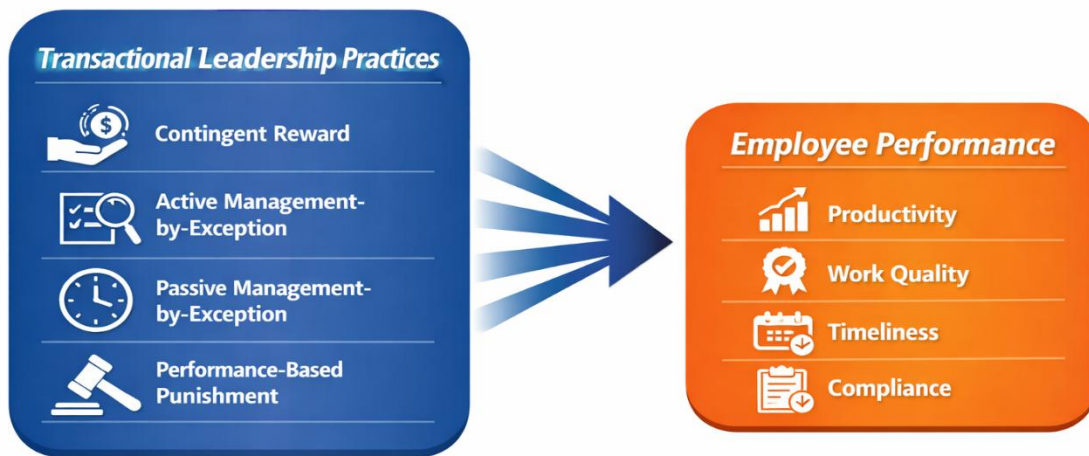 Transactional Leadership Practices
Contingent Reward
Active Management-
by-Exception
Passive Management-
by-Exception
Performance-Based
Punishment
Employee Performance
Productivity
Work Quality
Timeliness
Compliance